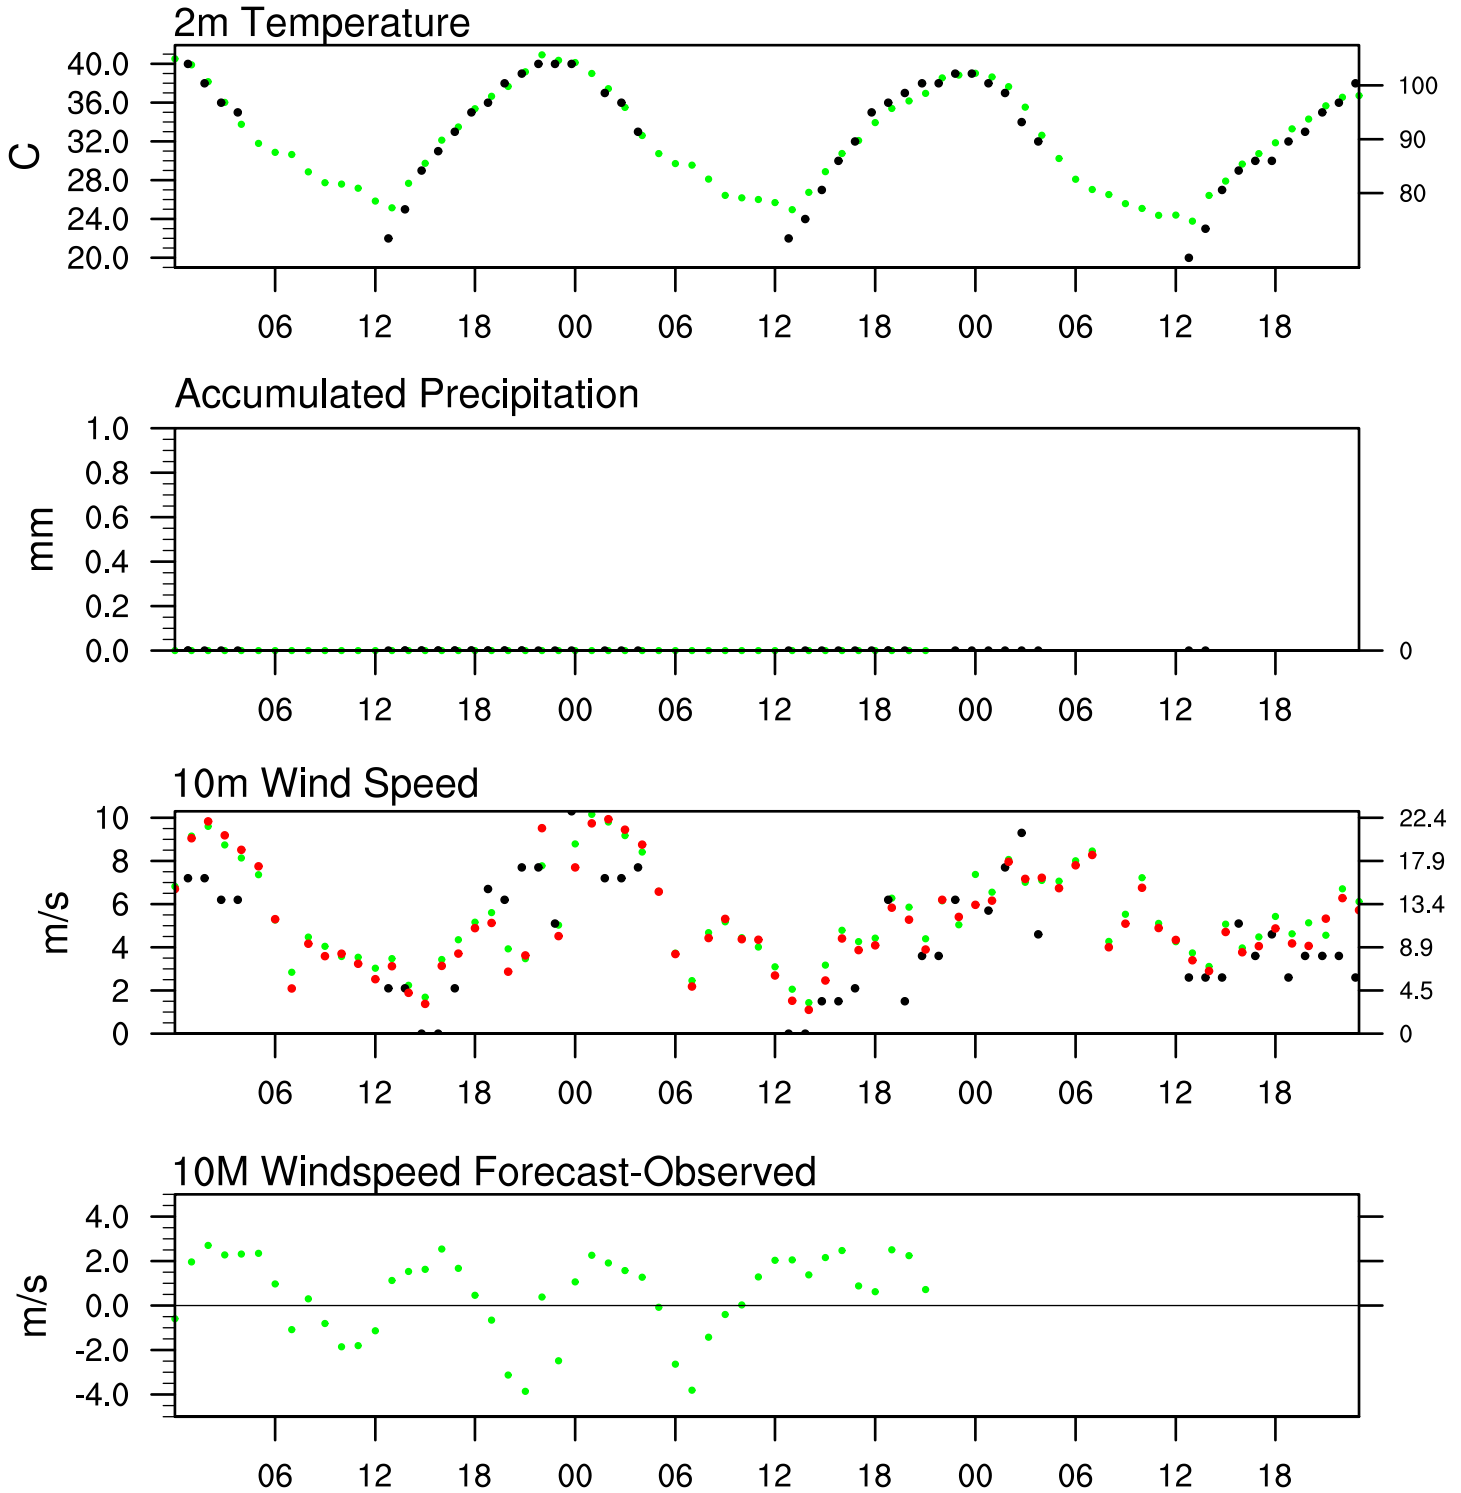 2m Temperature
40.0
36.0
32.0
28.0
24.0
20.0
C
100
90
80
06 12 18 00 06 12 18 00 06 12 18
Accumulated Precipitation
1.0
0.8
0.6
0.4
0.2
0.0
mm
0
06 12 18 00 06 12 18 00 06 12 18
10m Wind Speed
10
8
6
4
2
0
m/s
22.4
17.9
13.4
8.9
4.5
0
06 12 18 00 06 12 18 00 06 12 18
10M Windspeed Forecast-Observed
4.0
2.0
0.0
-2.0
-4.0
m/s
06 12 18 00 06 12 18 00 06 12 18